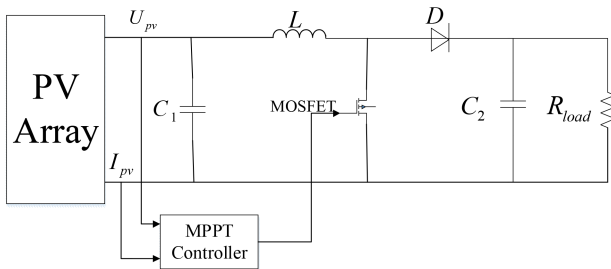 U_pv
L
D
PV
Array
C_1
MOSFET
C_2
R_load
I_pv
MPPT
Controller